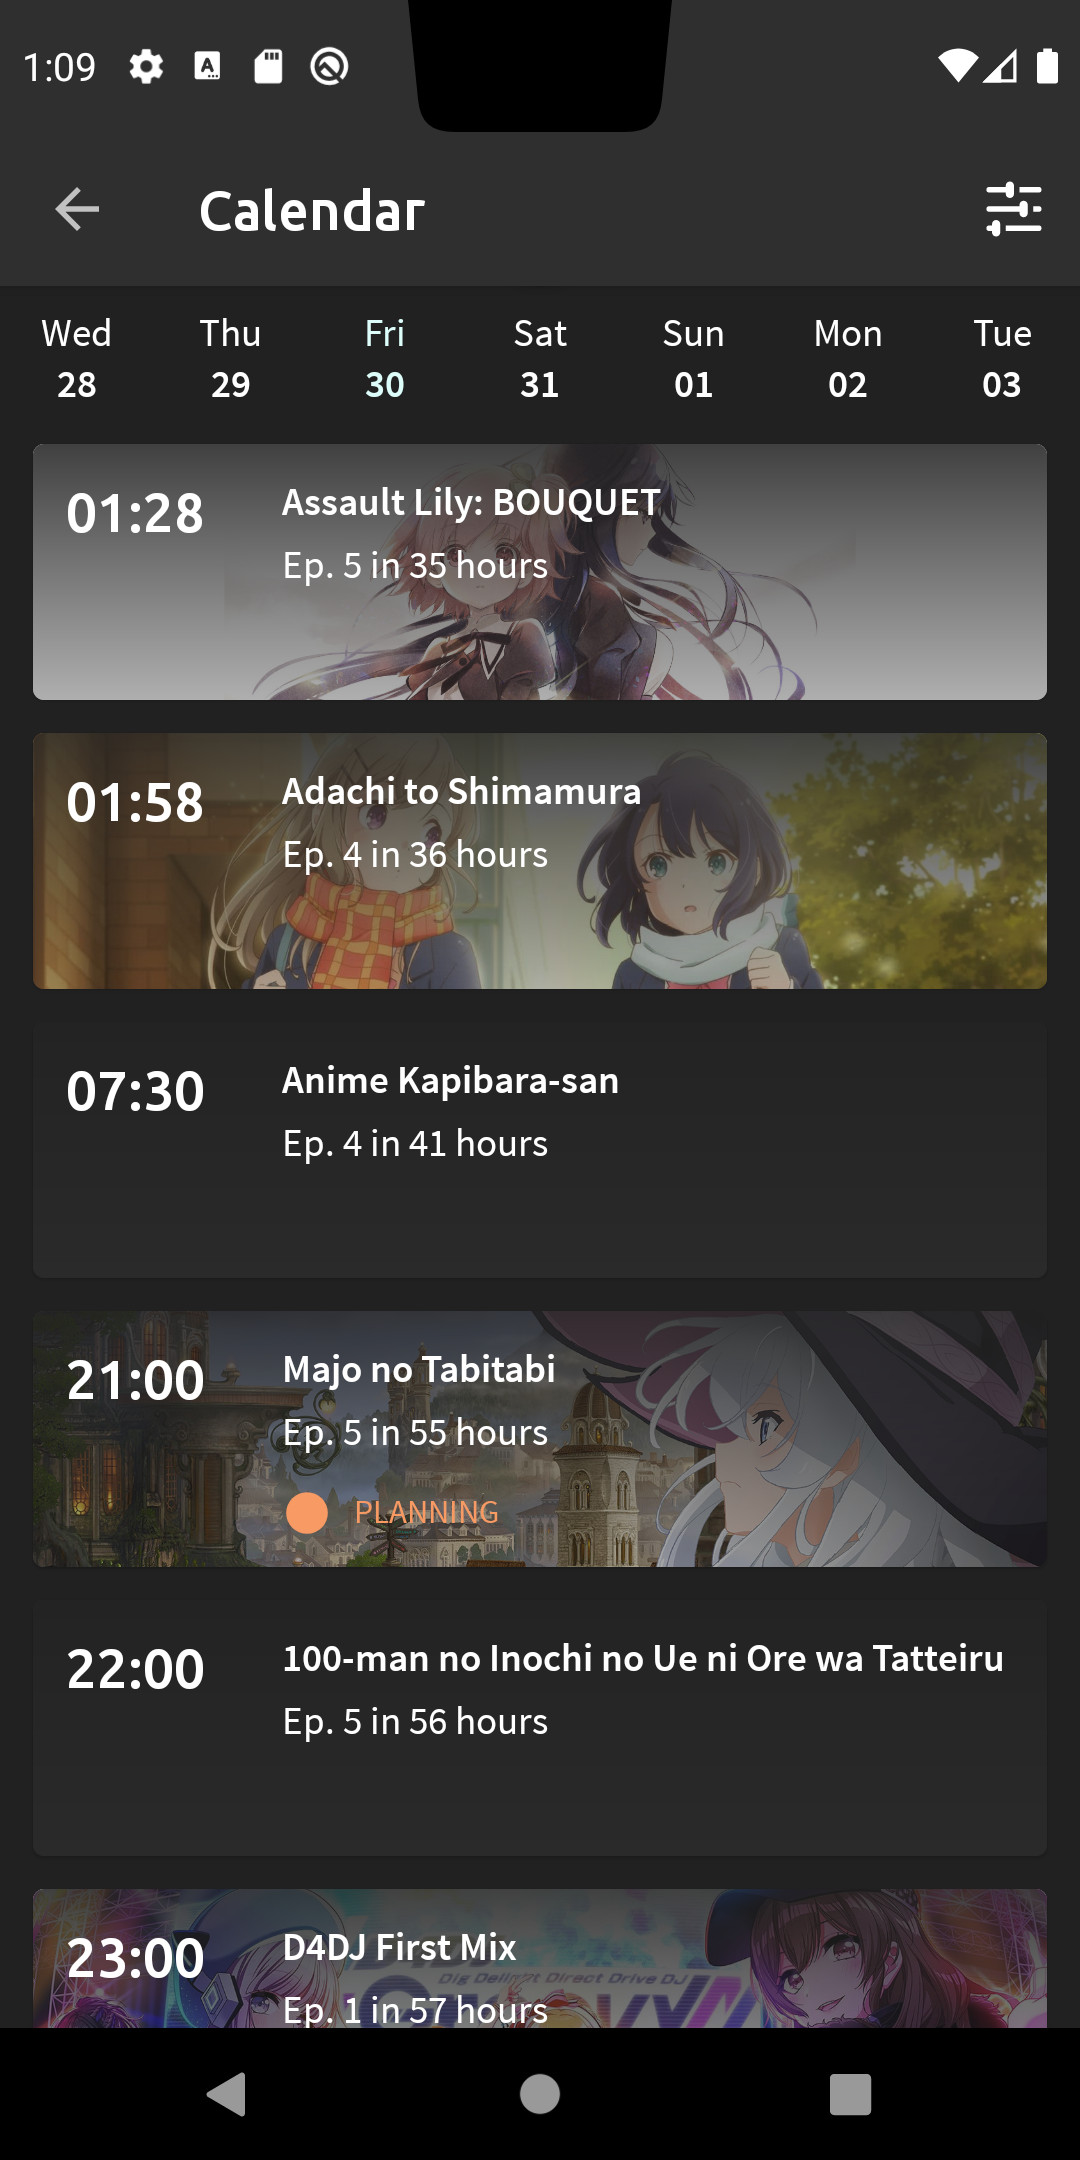 1:09
Calendar
Wed Thu Fri Sat Sun Mon Tue
28 29 30 31 01 02 03
01:28 Assault Lily: BOUQUET
Ep. 5 in 35 hours
01:58 Adachi to Shimamura
Ep. 4 in 36 hours
07:30 Anime Kapibara-san
Ep. 4 in 41 hours
21:00 Majo no Tabitabi
Ep. 5 in 55 hours
PLANNING
22:00 100-man no Inochi no Ue ni Ore wa Tatteiru
Ep. 5 in 56 hours
23:00 D4DJ First Mix
Ep. 1 in 57 hours